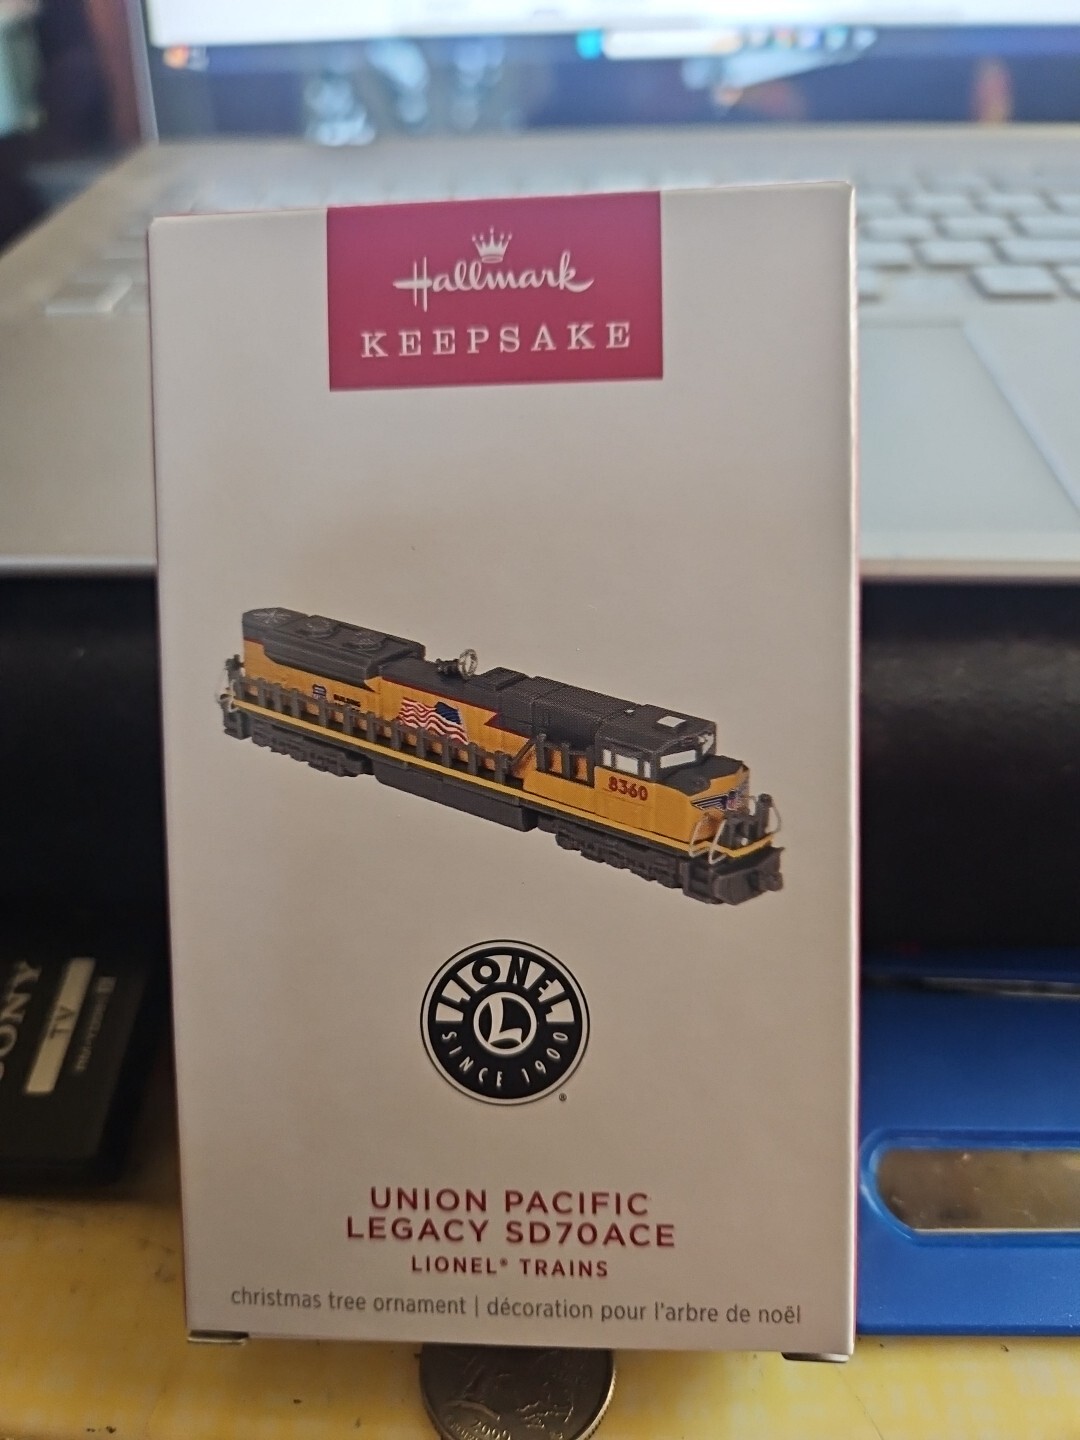 Hallmark
KEEPSAKE
BUILDING
8360
LIONEL
L
SINCE 1900
®
UNION PACIFIC
LEGACY SD70ACE
LIONEL® TRAINS
christmas tree ornament | décoration pour l'arbre de noël
SONY